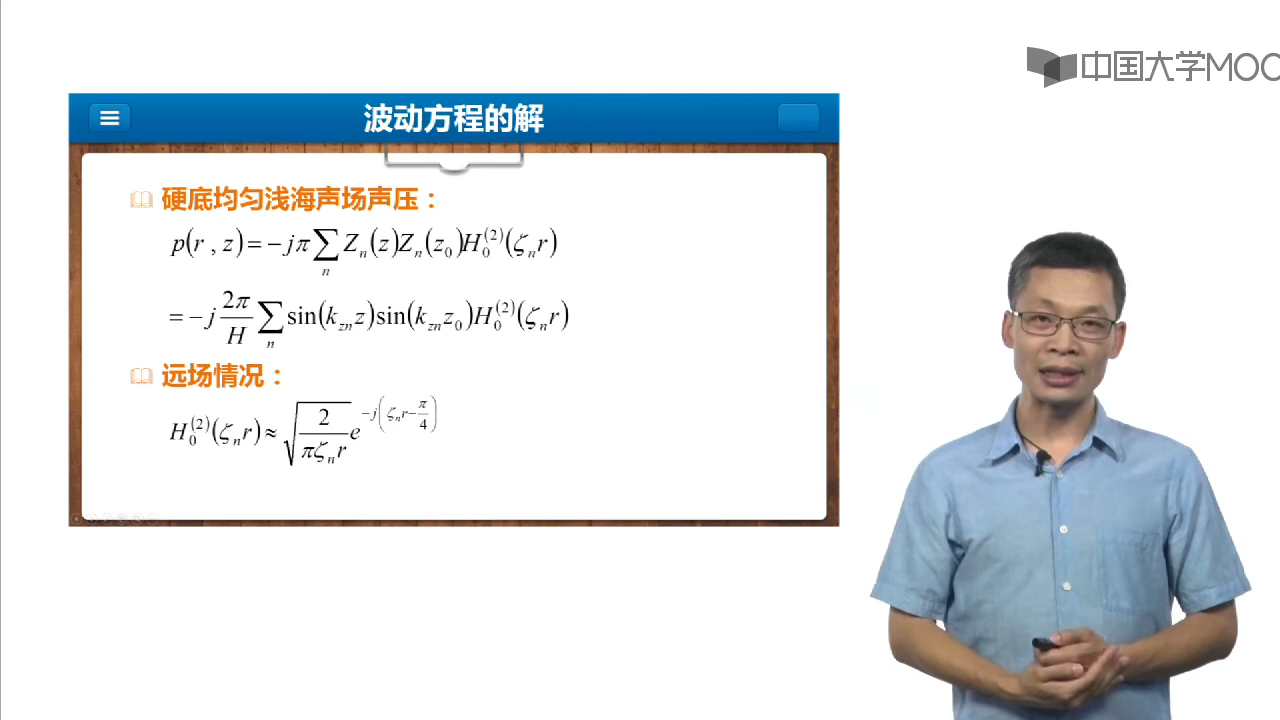 中国大学MOO
波动方程的解
硬底均匀浅海声场声压：
p(r , z) = −jπ∑ₙ Zₙ(z)Zₙ(z₀)H₀⁽²⁾(ζₙr)
= −j 2π/H ∑ₙ sin(k_zn z)sin(k_zn z₀)H₀⁽²⁾(ζₙr)
远场情况：
H₀⁽²⁾(ζₙr) ≈ √(2/(πζₙr)) e^(−j(ζₙr−π/4))